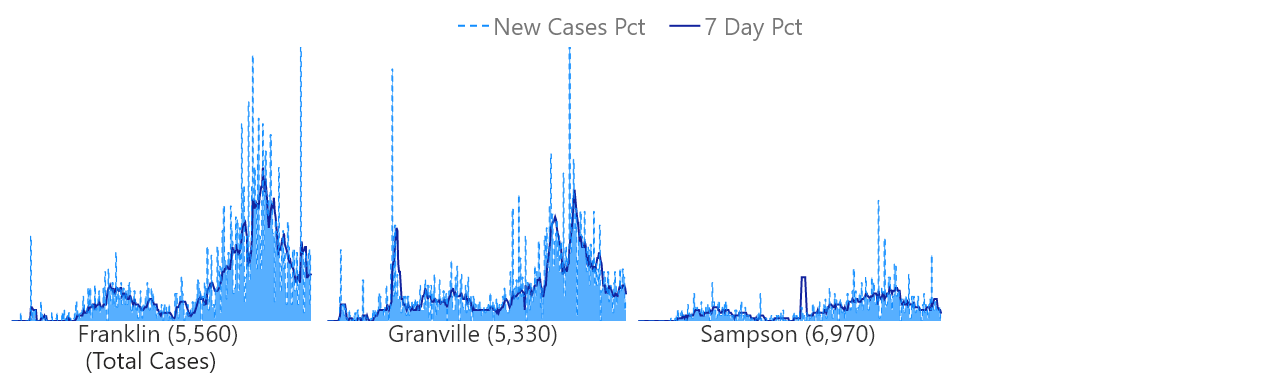 New Cases Pct 7 Day Pct
Franklin (5,560) Granville (5,330) Sampson (6,970)
(Total Cases)